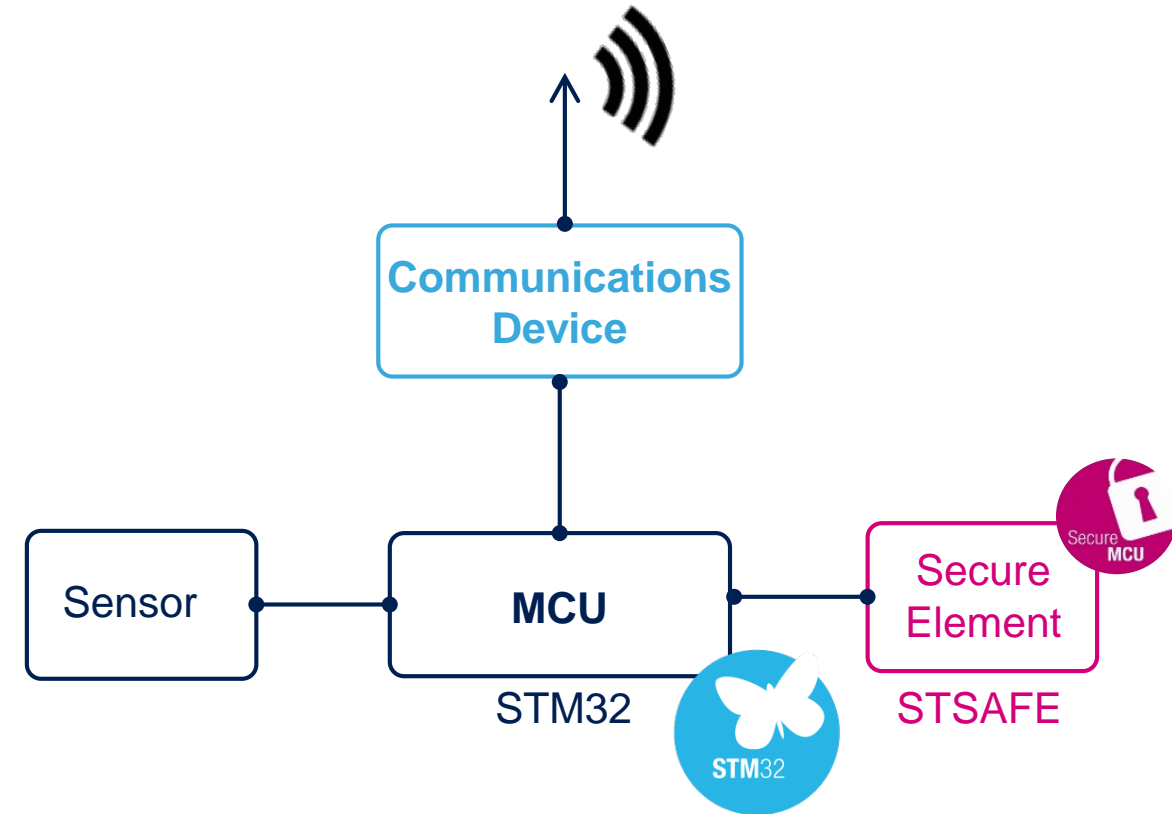 Communications
Device
Sensor
MCU
Secure
Element
Secure
MCU
STM32
STSAFE
STM32